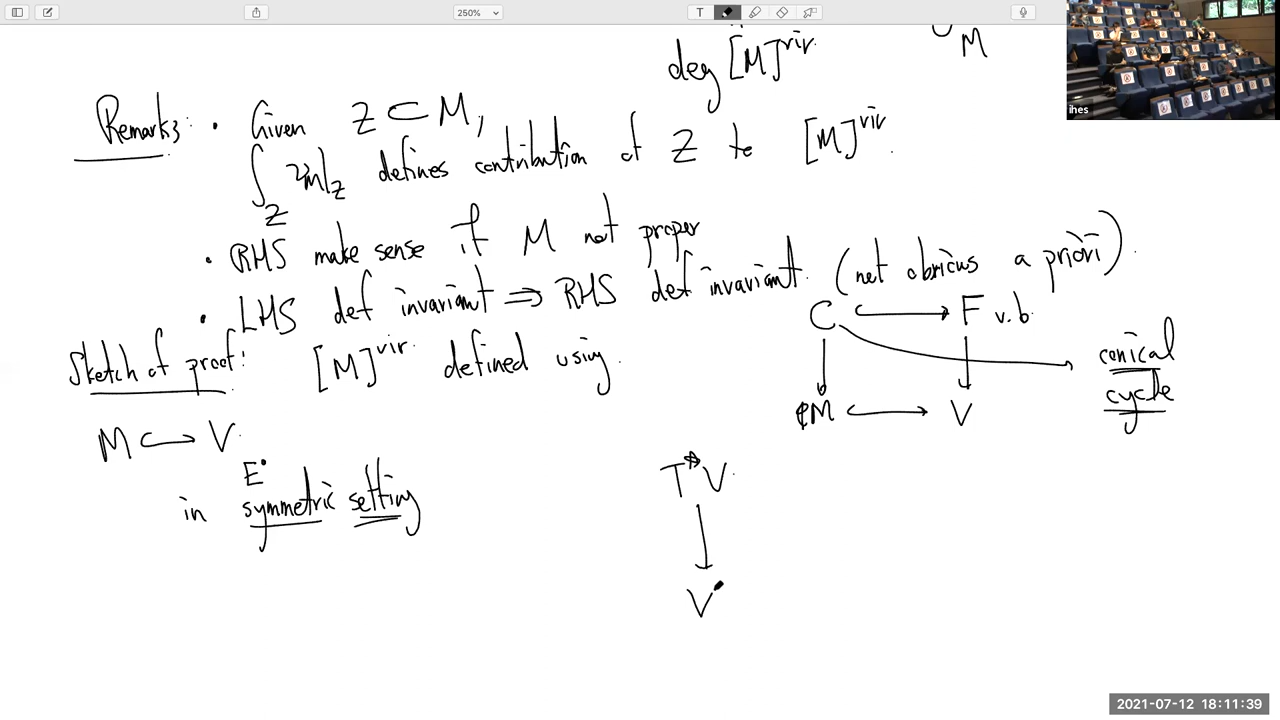 250%
T
ihes
deg [M]^vir
M
Remarks: • Given Z ⊂ M,
∫_Z ν_M|_Z defines contribution of Z to [M]^vir.
• RHS make sense if M not proper
• LHS def invariant ⇒ RHS def invariant. (not obvious a priori).
C ↪ F v.b.
Sketch of proof: [M]^vir. defined using
conical
cycle
M ↪ V
M ↪ V.
E•
in symmetric setting
T*V
↓
V
2021-07-12 18:11:39